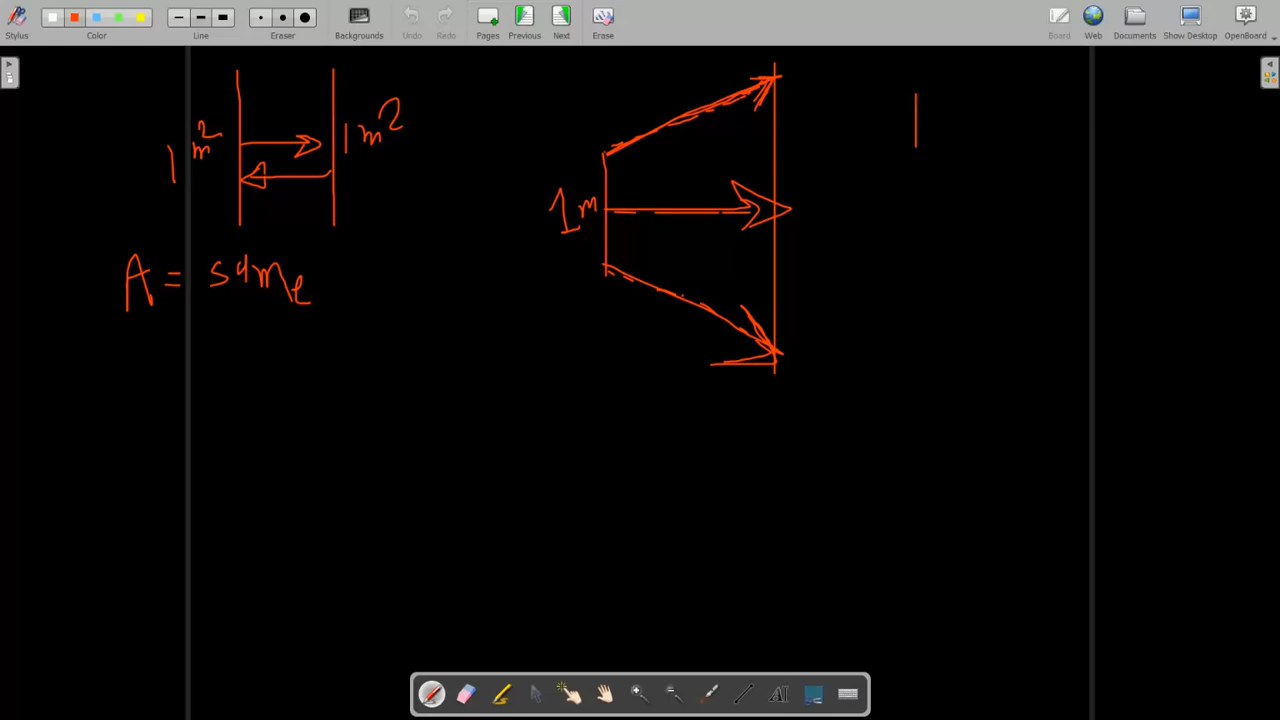 Stylus
Color
Line
Eraser
Backgrounds
Undo
Redo
Pages
Previous
Next
Erase
Board
Web
Documents
Show Desktop
OpenBoard
1 m²
1 m²
1 m
A =